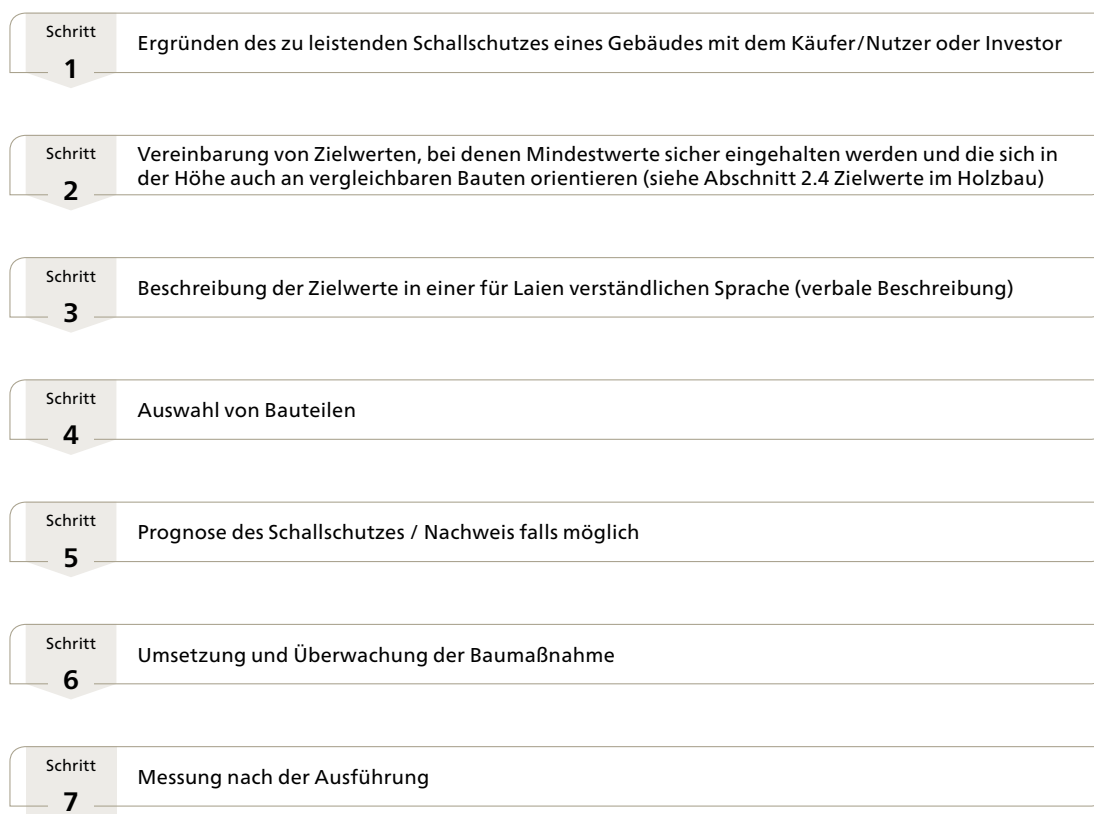 Schritt
1
Ergründen des zu leistenden Schallschutzes eines Gebäudes mit dem Käufer/Nutzer oder Investor
Schritt
2
Vereinbarung von Zielwerten, bei denen Mindestwerte sicher eingehalten werden und die sich in
der Höhe auch an vergleichbaren Bauten orientieren (siehe Abschnitt 2.4 Zielwerte im Holzbau)
Schritt
3
Beschreibung der Zielwerte in einer für Laien verständlichen Sprache (verbale Beschreibung)
Schritt
4
Auswahl von Bauteilen
Schritt
5
Prognose des Schallschutzes / Nachweis falls möglich
Schritt
6
Umsetzung und Überwachung der Baumaßnahme
Schritt
7
Messung nach der Ausführung